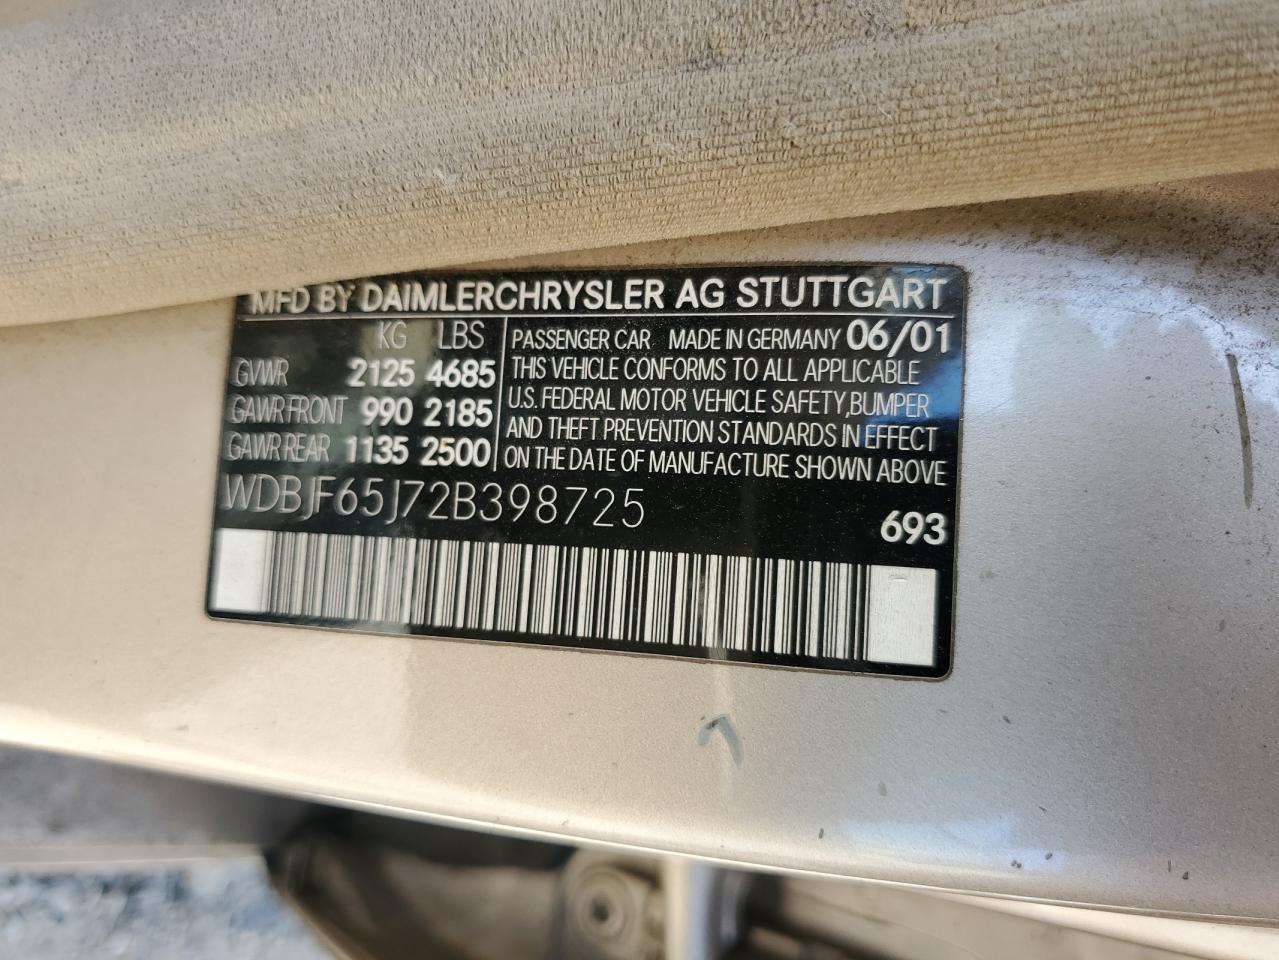 MFD BY DAIMLERCHRYSLER AG STUTTGART
KG LBS
GVWR 2125 4685
GAWR FRONT 990 2185
GAWR REAR 1135 2500
PASSENGER CAR MADE IN GERMANY 06/01
THIS VEHICLE CONFORMS TO ALL APPLICABLE
U.S. FEDERAL MOTOR VEHICLE SAFETY, BUMPER
AND THEFT PREVENTION STANDARDS IN EFFECT
ON THE DATE OF MANUFACTURE SHOWN ABOVE
WDBJF65J72B398725
693